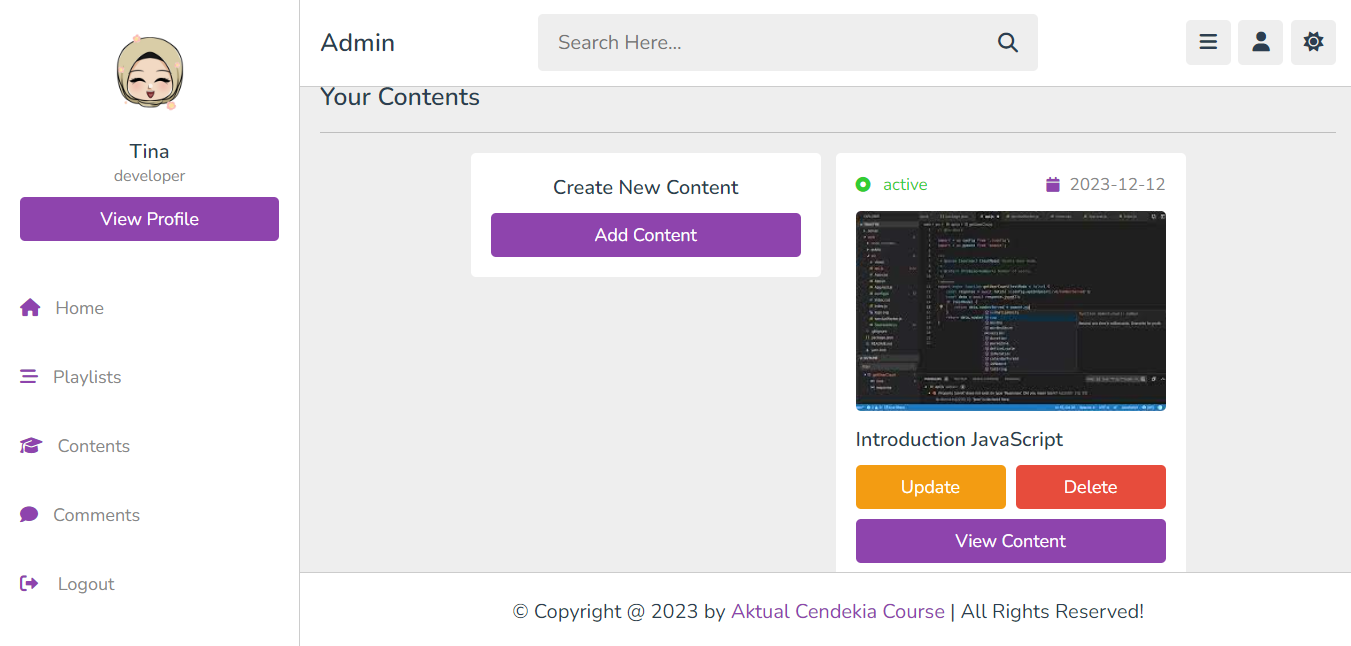 Tina
developer
View Profile
Home
Playlists
Contents
Comments
Logout
Admin
Search Here...
Your Contents
Create New Content
Add Content
active
2023-12-12
Introduction JavaScript
Update
Delete
View Content
© Copyright @ 2023 by Aktual Cendekia Course | All Rights Reserved!